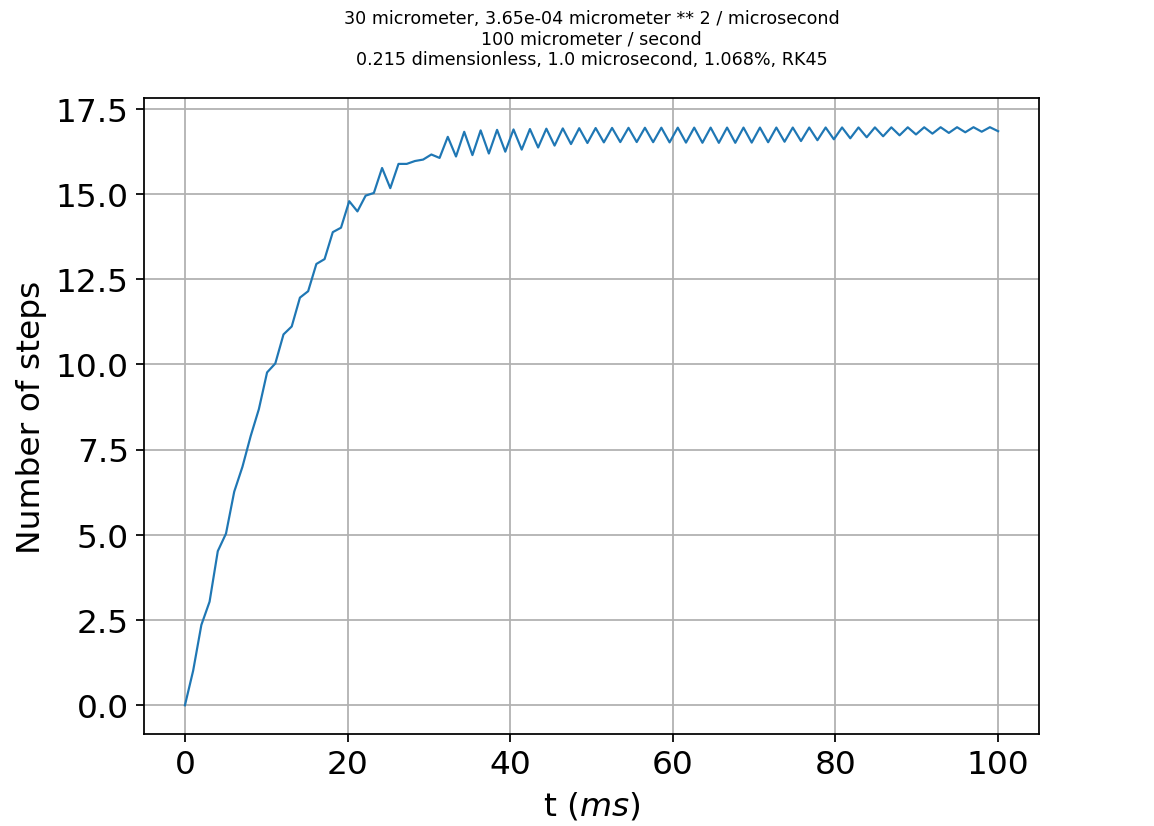 30 micrometer, 3.65e-04 micrometer ** 2 / microsecond
100 micrometer / second
0.215 dimensionless, 1.0 microsecond, 1.068%, RK45
17.5
15.0
12.5
10.0
7.5
5.0
2.5
0.0
Number of steps
0 20 40 60 80 100
t (ms)